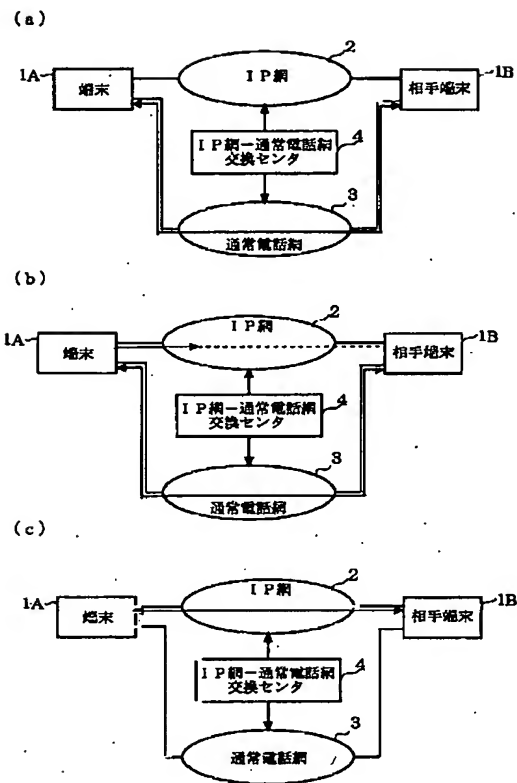 (a)
2
1A
1B
IP網
端末
相手端末
IP網－通常電話網
交換センタ
4
3
通常電話網
(b)
2
1A
IP網
1B
端末
相手端末
IP網－通常電話網
交換センタ
4
3
通常電話網
(c)
2
1A
IP網
1B
端末
相手端末
IP網－通常電話網
交換センタ
4
3
通常電話網